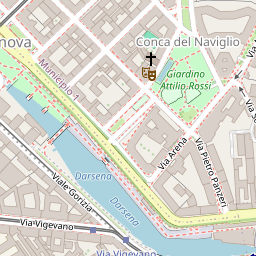 nova
Conca del Naviglio
Municipio 1
Giardino
Attilio Rossi
Via Arena
Via Pietro Panzeri
Darsena
Viale Gorizia
Darsena
Via Vigevano
Via Vigevano